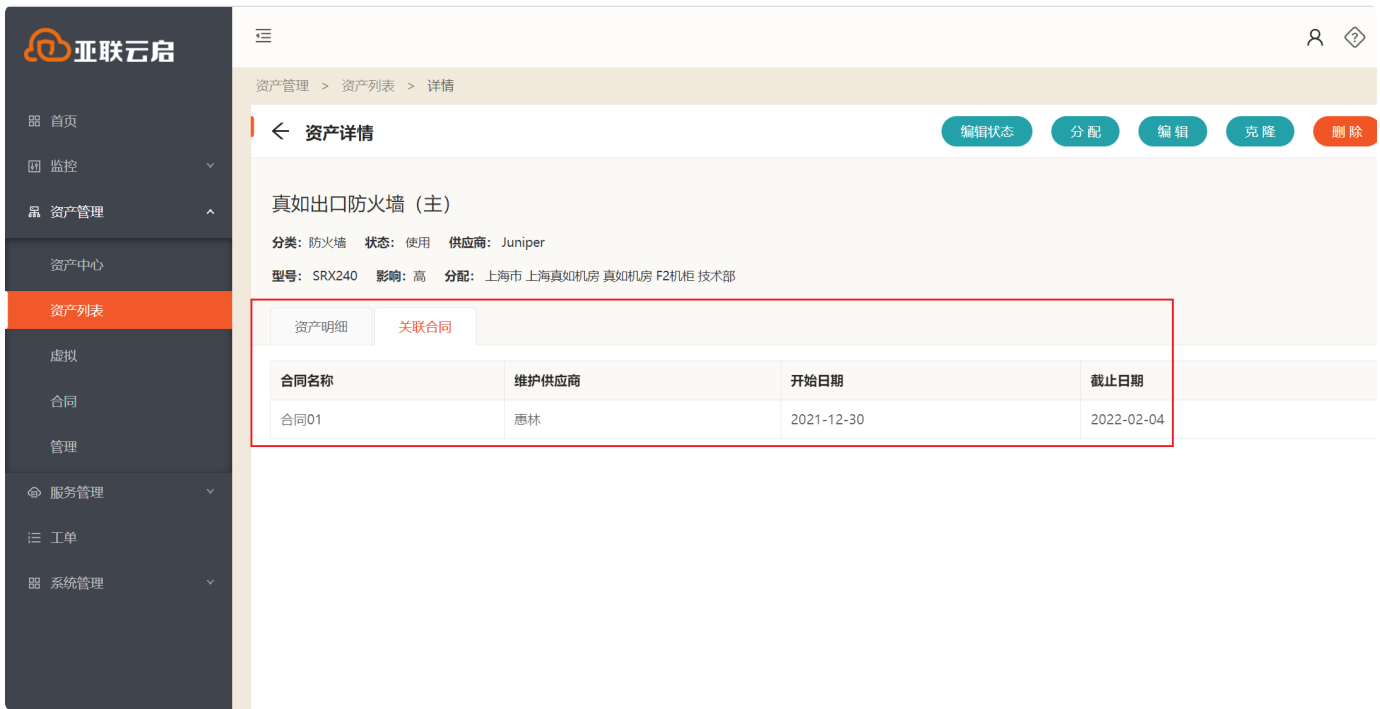 亚联云启
资产管理 > 资产列表 > 详情
首页
监控
资产管理
资产中心
资产列表
虚拟
合同
管理
服务管理
工单
系统管理
资产详情
编辑状态 分配 编辑 克隆 删除
真如出口防火墙（主）
分类: 防火墙 状态: 使用 供应商: Juniper
型号: SRX240 影响: 高 分配: 上海市 上海真如机房 真如机房 F2机柜 技术部
资产明细 关联合同
合同名称 维护供应商 开始日期 截止日期
合同01 惠林 2021-12-30 2022-02-04